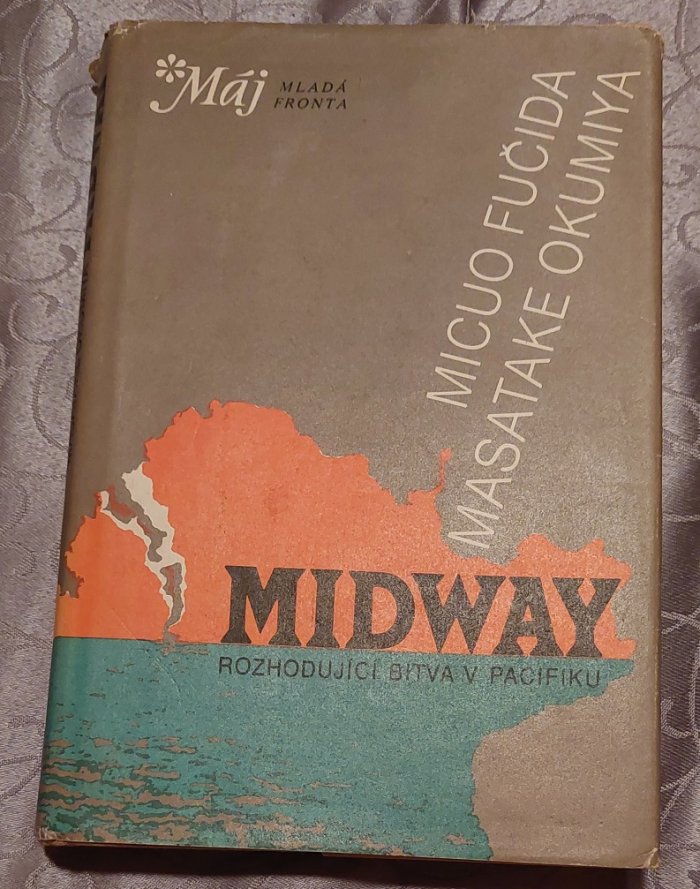 *Máj MLADÁ
FRONTA
MICUO FUČIDA
MASATAKE OKUMIYA
MIDWAY
ROZHODUJÍCÍ BITVA V PACIFIKU